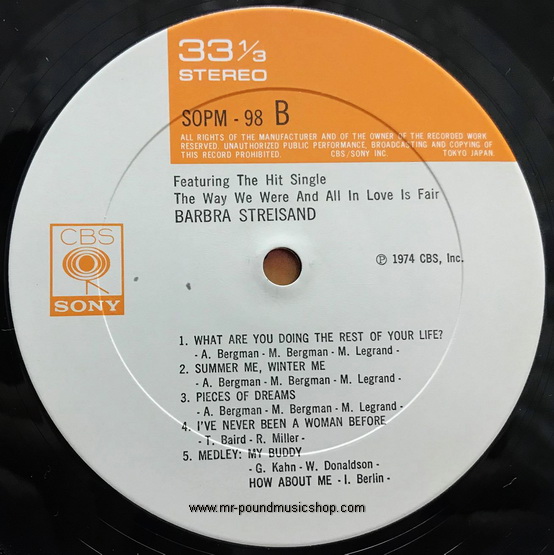 33 1/3
STEREO
SOPM - 98 B
ALL RIGHTS OF THE MANUFACTURER AND OF THE OWNER OF THE RECORDED WORK
RESERVED. UNAUTHORIZED PUBLIC PERFORMANCE, BROADCASTING AND COPYING OF
THIS RECORD PROHIBITED. CBS/SONY INC. TOKYO JAPAN
Featuring The Hit Single
The Way We Were And All In Love Is Fair
BARBRA STREISAND
CBS
SONY
℗ 1974 CBS, Inc.
1. WHAT ARE YOU DOING THE REST OF YOUR LIFE?
- A. Bergman - M. Bergman - M. Legrand -
2. SUMMER ME, WINTER ME
- A. Bergman - M. Bergman - M. Legrand -
3. PIECES OF DREAMS
- A. Bergman - M. Bergman - M. Legrand -
4. I'VE NEVER BEEN A WOMAN BEFORE
- T. Baird - R. Miller -
5. MEDLEY: MY BUDDY
- G. Kahn - W. Donaldson -
HOW ABOUT ME - I. Berlin -
www.mr-poundmusicshop.com